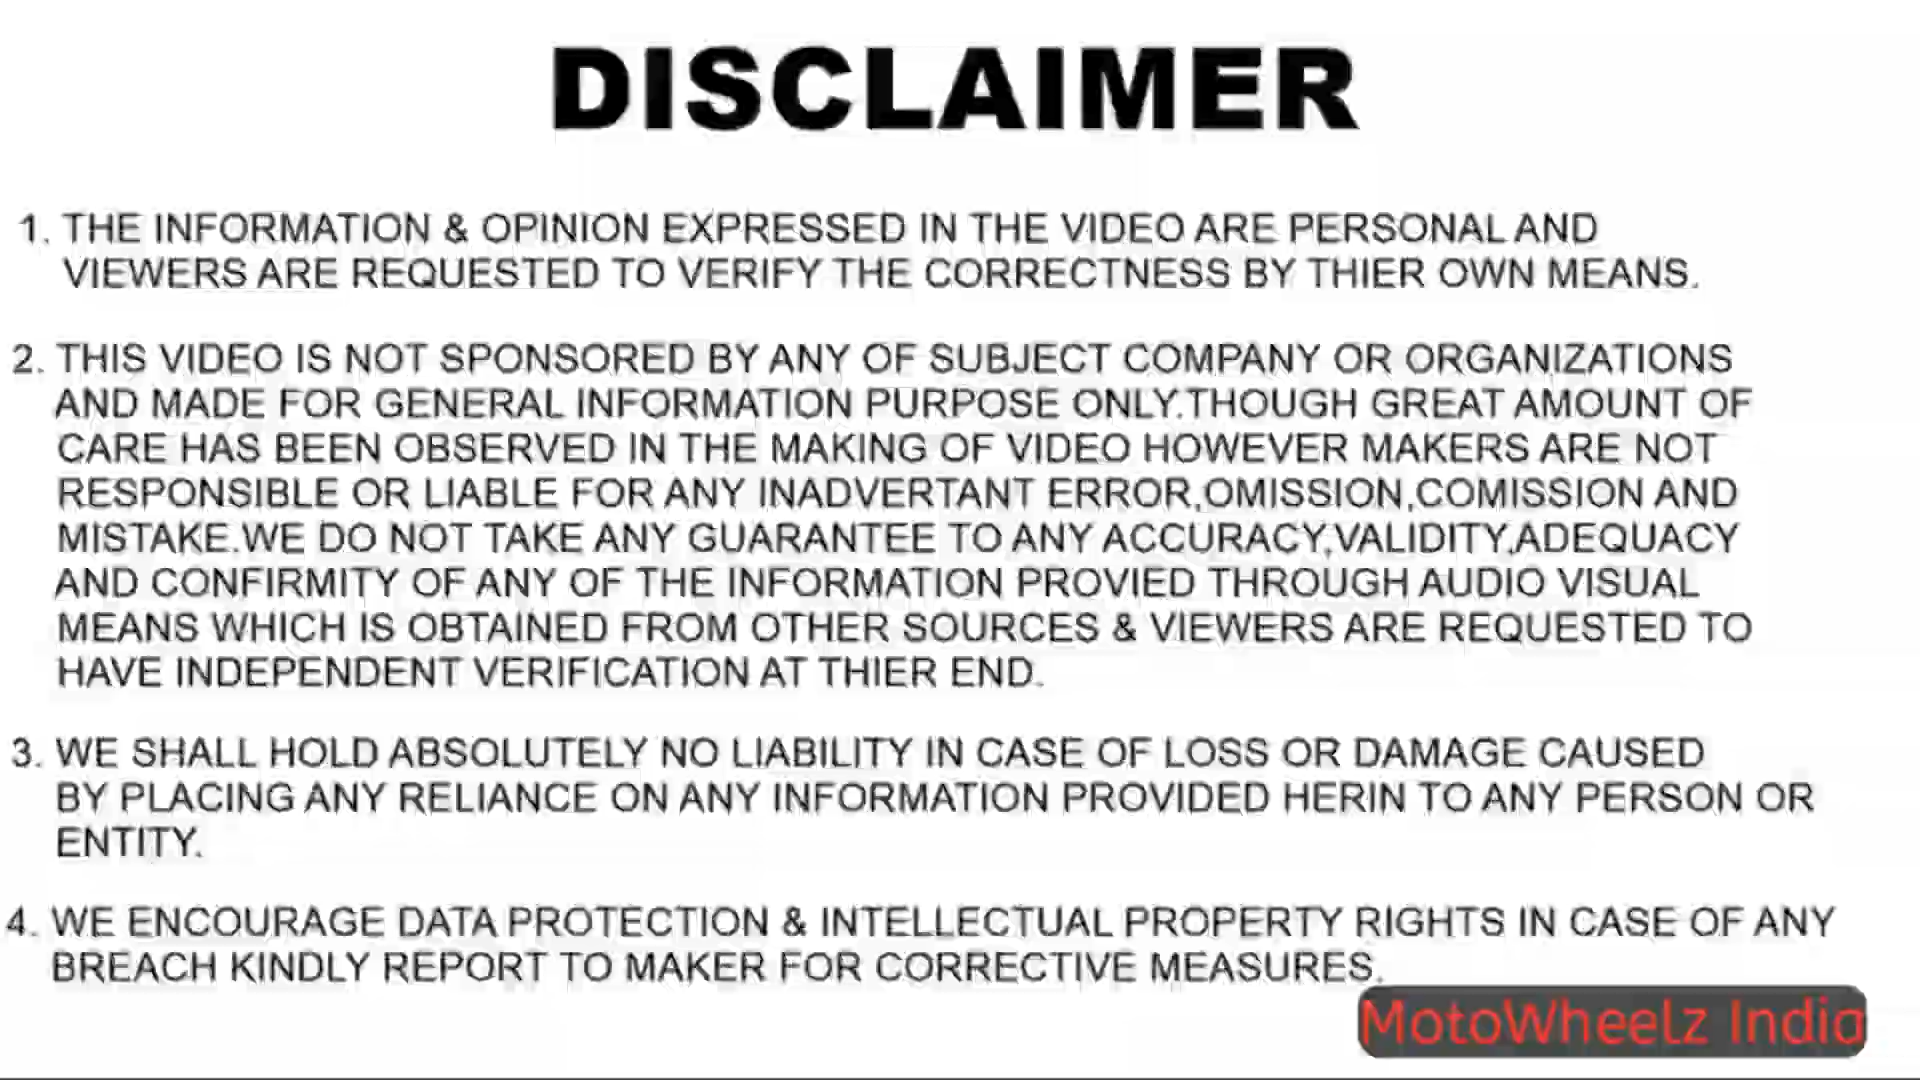 DISCLAIMER
1. THE INFORMATION & OPINION EXPRESSED IN THE VIDEO ARE PERSONAL AND
VIEWERS ARE REQUESTED TO VERIFY THE CORRECTNESS BY THIER OWN MEANS.
2. THIS VIDEO IS NOT SPONSORED BY ANY OF SUBJECT COMPANY OR ORGANIZATIONS
AND MADE FOR GENERAL INFORMATION PURPOSE ONLY.THOUGH GREAT AMOUNT OF
CARE HAS BEEN OBSERVED IN THE MAKING OF VIDEO HOWEVER MAKERS ARE NOT
RESPONSIBLE OR LIABLE FOR ANY INADVERTANT ERROR,OMISSION,COMISSION AND
MISTAKE.WE DO NOT TAKE ANY GUARANTEE TO ANY ACCURACY,VALIDITY,ADEQUACY
AND CONFIRMITY OF ANY OF THE INFORMATION PROVIED THROUGH AUDIO VISUAL
MEANS WHICH IS OBTAINED FROM OTHER SOURCES & VIEWERS ARE REQUESTED TO
HAVE INDEPENDENT VERIFICATION AT THIER END.
3. WE SHALL HOLD ABSOLUTELY NO LIABILITY IN CASE OF LOSS OR DAMAGE CAUSED
BY PLACING ANY RELIANCE ON ANY INFORMATION PROVIDED HERIN TO ANY PERSON OR
ENTITY.
4. WE ENCOURAGE DATA PROTECTION & INTELLECTUAL PROPERTY RIGHTS IN CASE OF ANY
BREACH KINDLY REPORT TO MAKER FOR CORRECTIVE MEASURES.
MotoWheelz India